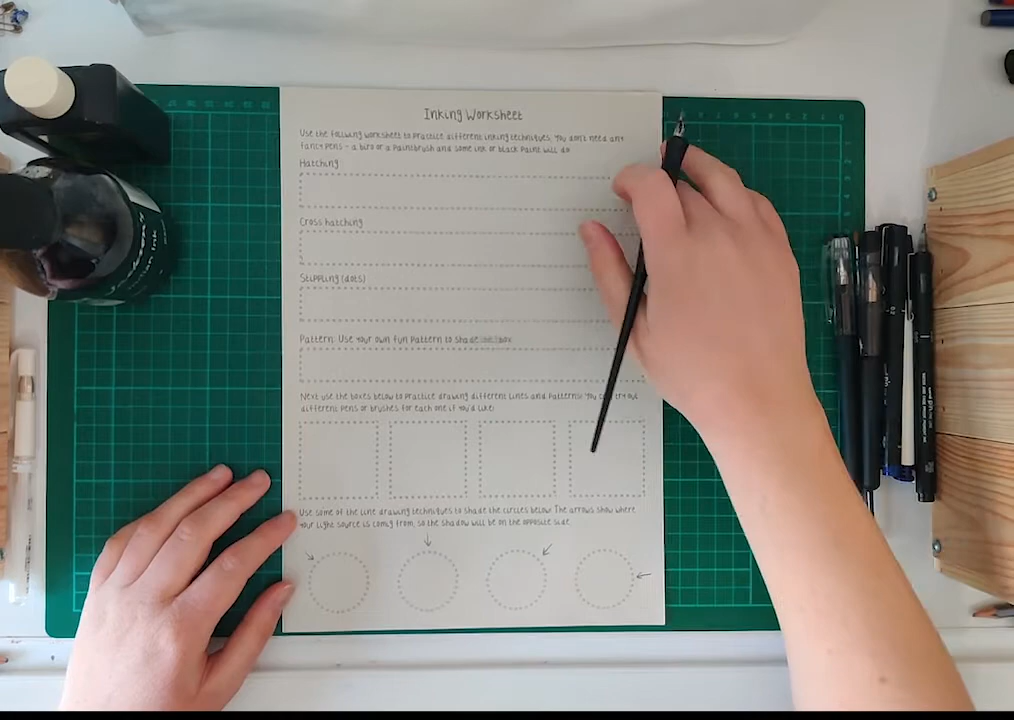 Inking Worksheet
Use the following worksheet to practice different inking techniques. You don't need any
fancy pens - a biro or a paintbrush and some ink or black paint will do
Hatching
Cross hatching
Stippling (dots)
Pattern: Use your own fun pattern to shade the box
Next use the boxes below to practice drawing different lines and patterns! You can try out
different pens or brushes for each one if you'd like!
Use some of the line drawing techniques to shade the circles below. The arrows show where
your light source is comig from, so the shadow will be on the opposite side.